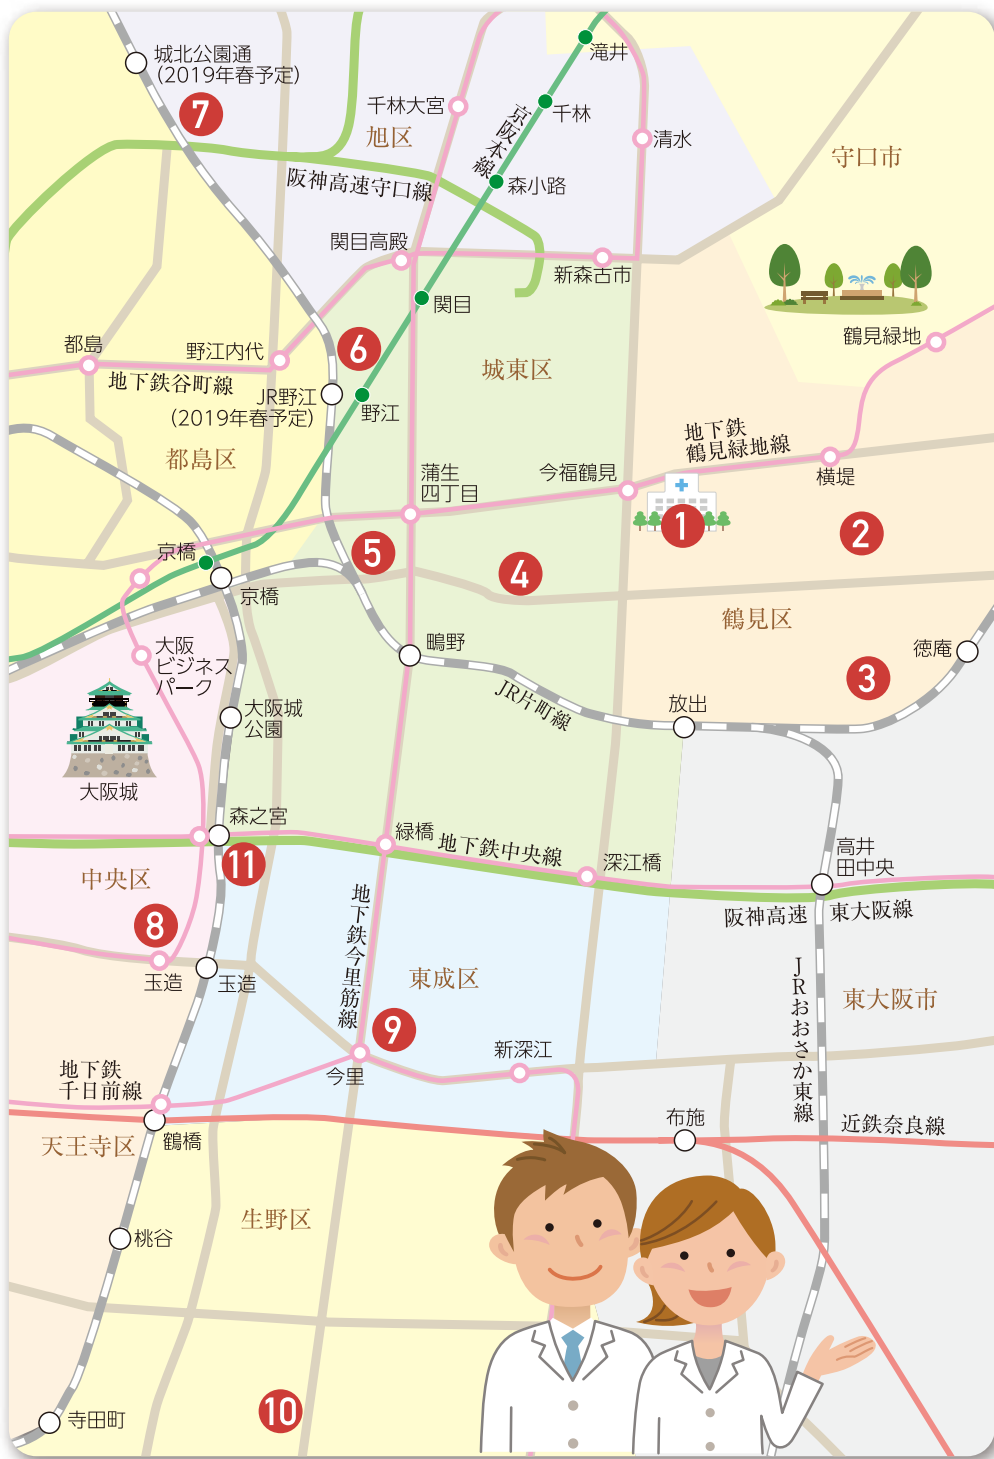 城北公園通
(2019年春予定)
7
千林大宮
旭区
滝井
千林
京阪本線
清水
守口市
阪神高速守口線
森小路
関目高殿
新森古市
関目
鶴見緑地
都島
野江内代
6
城東区
地下鉄谷町線
JR野江
(2019年春予定)
野江
都島区
地下鉄
鶴見緑地線
蒲生
四丁目
今福鶴見
横堤
1
2
京橋
5
4
京橋
鶴見区
大阪
ビジネス
パーク
鴫野
徳庵
3
JR片町線
放出
大阪城
公園
大阪城
森之宮
緑橋
地下鉄中央線
深江橋
高井
田中央
11
中央区
地下鉄今里筋線
阪神高速
東大阪線
8
玉造
玉造
東成区
JRおおさか東線
東大阪市
9
新深江
今里
地下鉄
千日前線
布施
近鉄奈良線
鶴橋
天王寺区
生野区
桃谷
10
寺田町